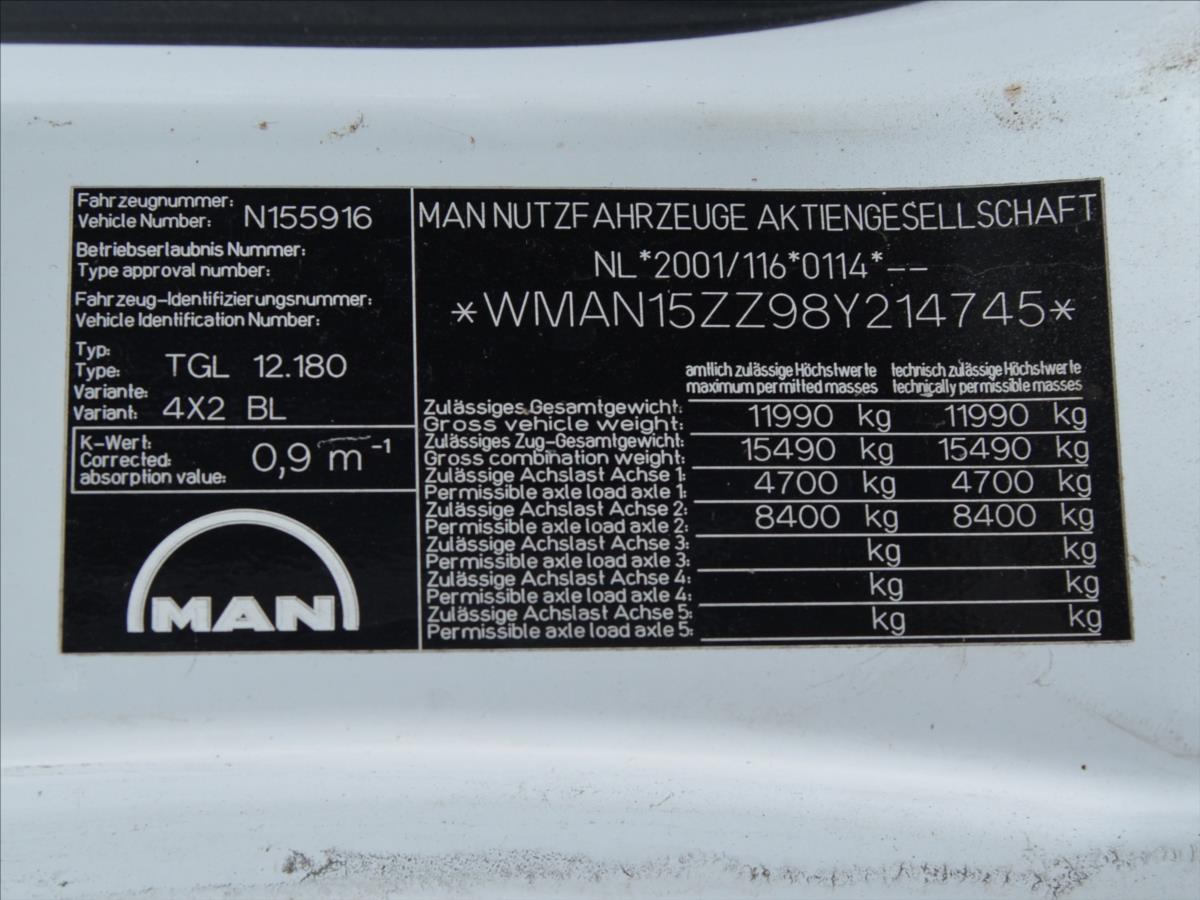 Fahrzeugnummer:
Vehicle Number: N155916
Betriebserlaubnis Nummer:
Type approval number:
Fahrzeug-Identifizierungsnummer:
Vehicle Identification Number:
Typ:
Type: TGL 12.180
Variante:
Variant: 4X2 BL
K-Wert:
Corrected: 0,9 m⁻¹
absorption value:
MAN
MAN NUTZFAHRZEUGE AKTIENGESELLSCHAFT
NL*2001/116*0114*--
*WMAN15ZZ98Y214745*
amtlich zulässige Höchstwerte technisch zulässige Höchstwerte
maximum permitted masses technically permissible masses
Zulässiges Gesamtgewicht:
Gross vehicle weight: 11990 kg 11990 kg
Zulässiges Zug-Gesamtgewicht:
Gross combination weight: 15490 kg 15490 kg
Zulässige Achslast Achse 1:
Permissible axle load axle 1: 4700 kg 4700 kg
Zulässige Achslast Achse 2:
Permissible axle load axle 2: 8400 kg 8400 kg
Zulässige Achslast Achse 3:
Permissible axle load axle 3: kg kg
Zulässige Achslast Achse 4:
Permissible axle load axle 4: kg kg
Zulässige Achslast Achse 5:
Permissible axle load axle 5: kg kg